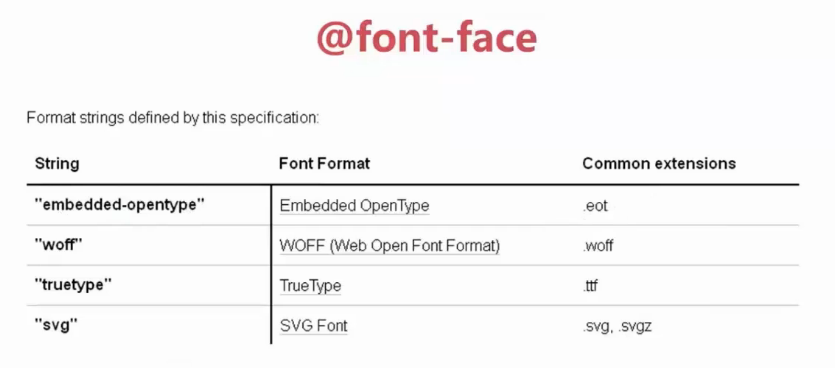 @font-face
Format strings defined by this specification:
String Font Format Common extensions
"embedded-opentype" Embedded OpenType .eot
"woff" WOFF (Web Open Font Format) .woff
"truetype" TrueType .ttf
"svg" SVG Font .svg, .svgz